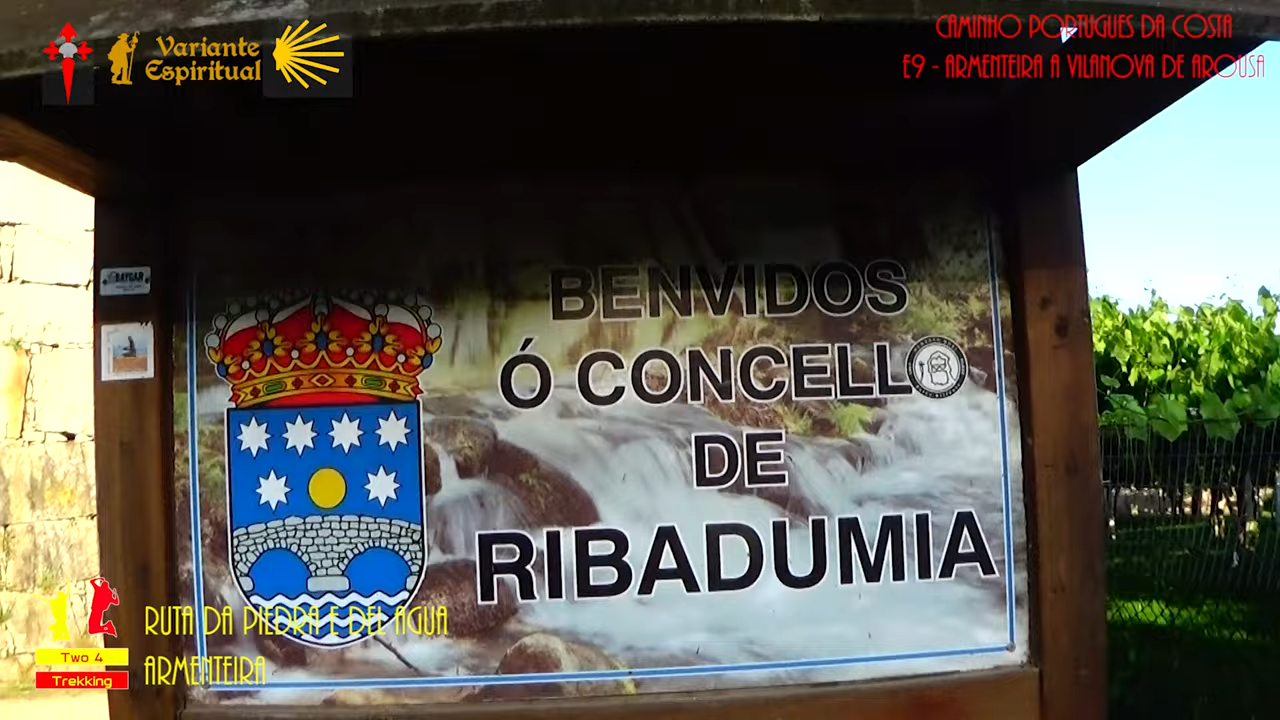 Variante
Espiritual
CAMINHO PORTUGUES DA COSTA
E9 - ARMENTEIRA A VILANOVA DE AROUSA
BENVIDOS
Ó CONCELLO
DE
RIBADUMIA
RUTA DA PIEDRA E DEL AGUA
ARMENTEIRA
Two 4
Trekking